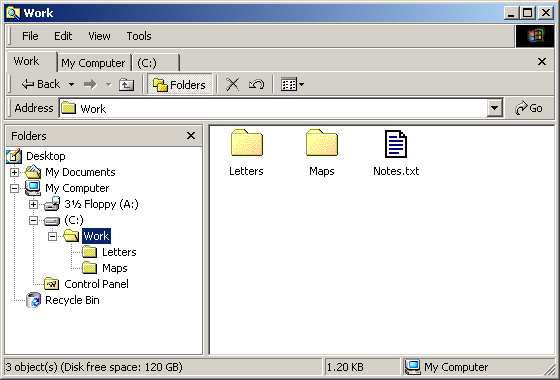 Work
File Edit View Tools
Work My Computer (C:)
Back Folders
Address Work Go
Folders
Desktop
My Documents
My Computer
3½ Floppy (A:)
(C:)
Work
Letters
Maps
Control Panel
Recycle Bin
Letters Maps Notes.txt
3 object(s) (Disk free space: 120 GB) 1.20 KB My Computer